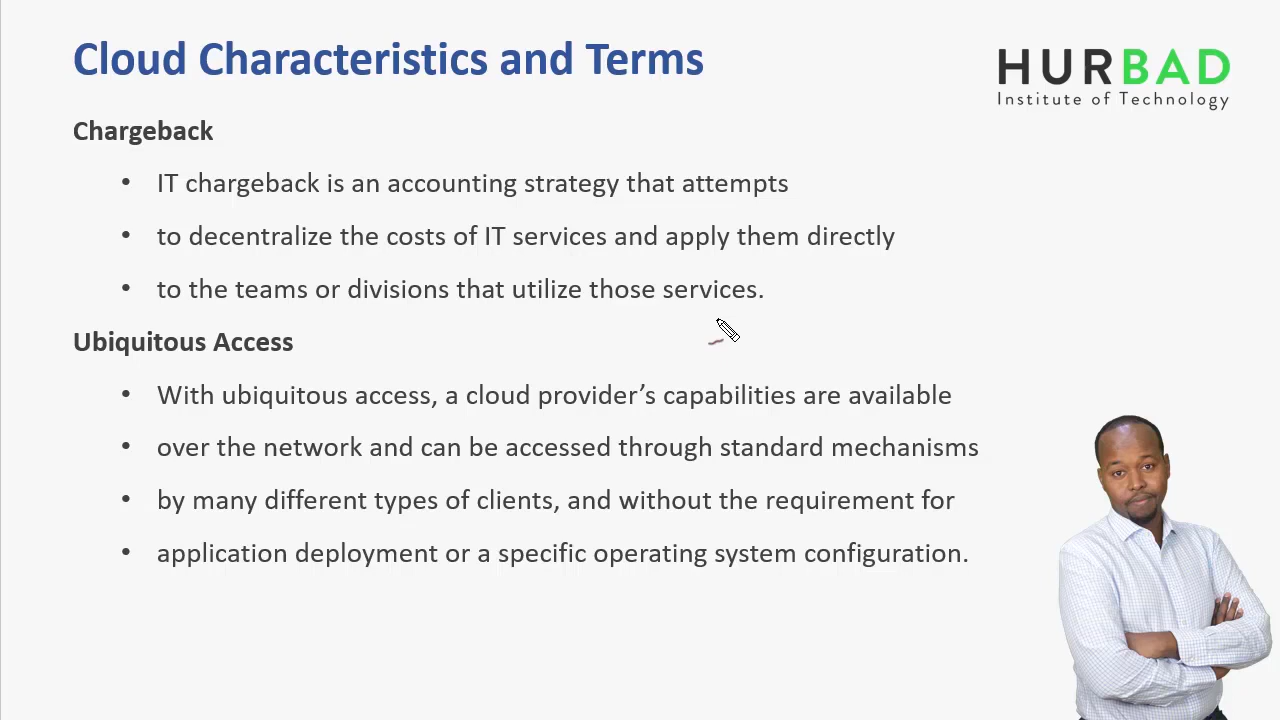 Cloud Characteristics and Terms
HURBAD
Institute of Technology
Chargeback
• IT chargeback is an accounting strategy that attempts
• to decentralize the costs of IT services and apply them directly
• to the teams or divisions that utilize those services.
Ubiquitous Access
• With ubiquitous access, a cloud provider’s capabilities are available
• over the network and can be accessed through standard mechanisms
• by many different types of clients, and without the requirement for
• application deployment or a specific operating system configuration.